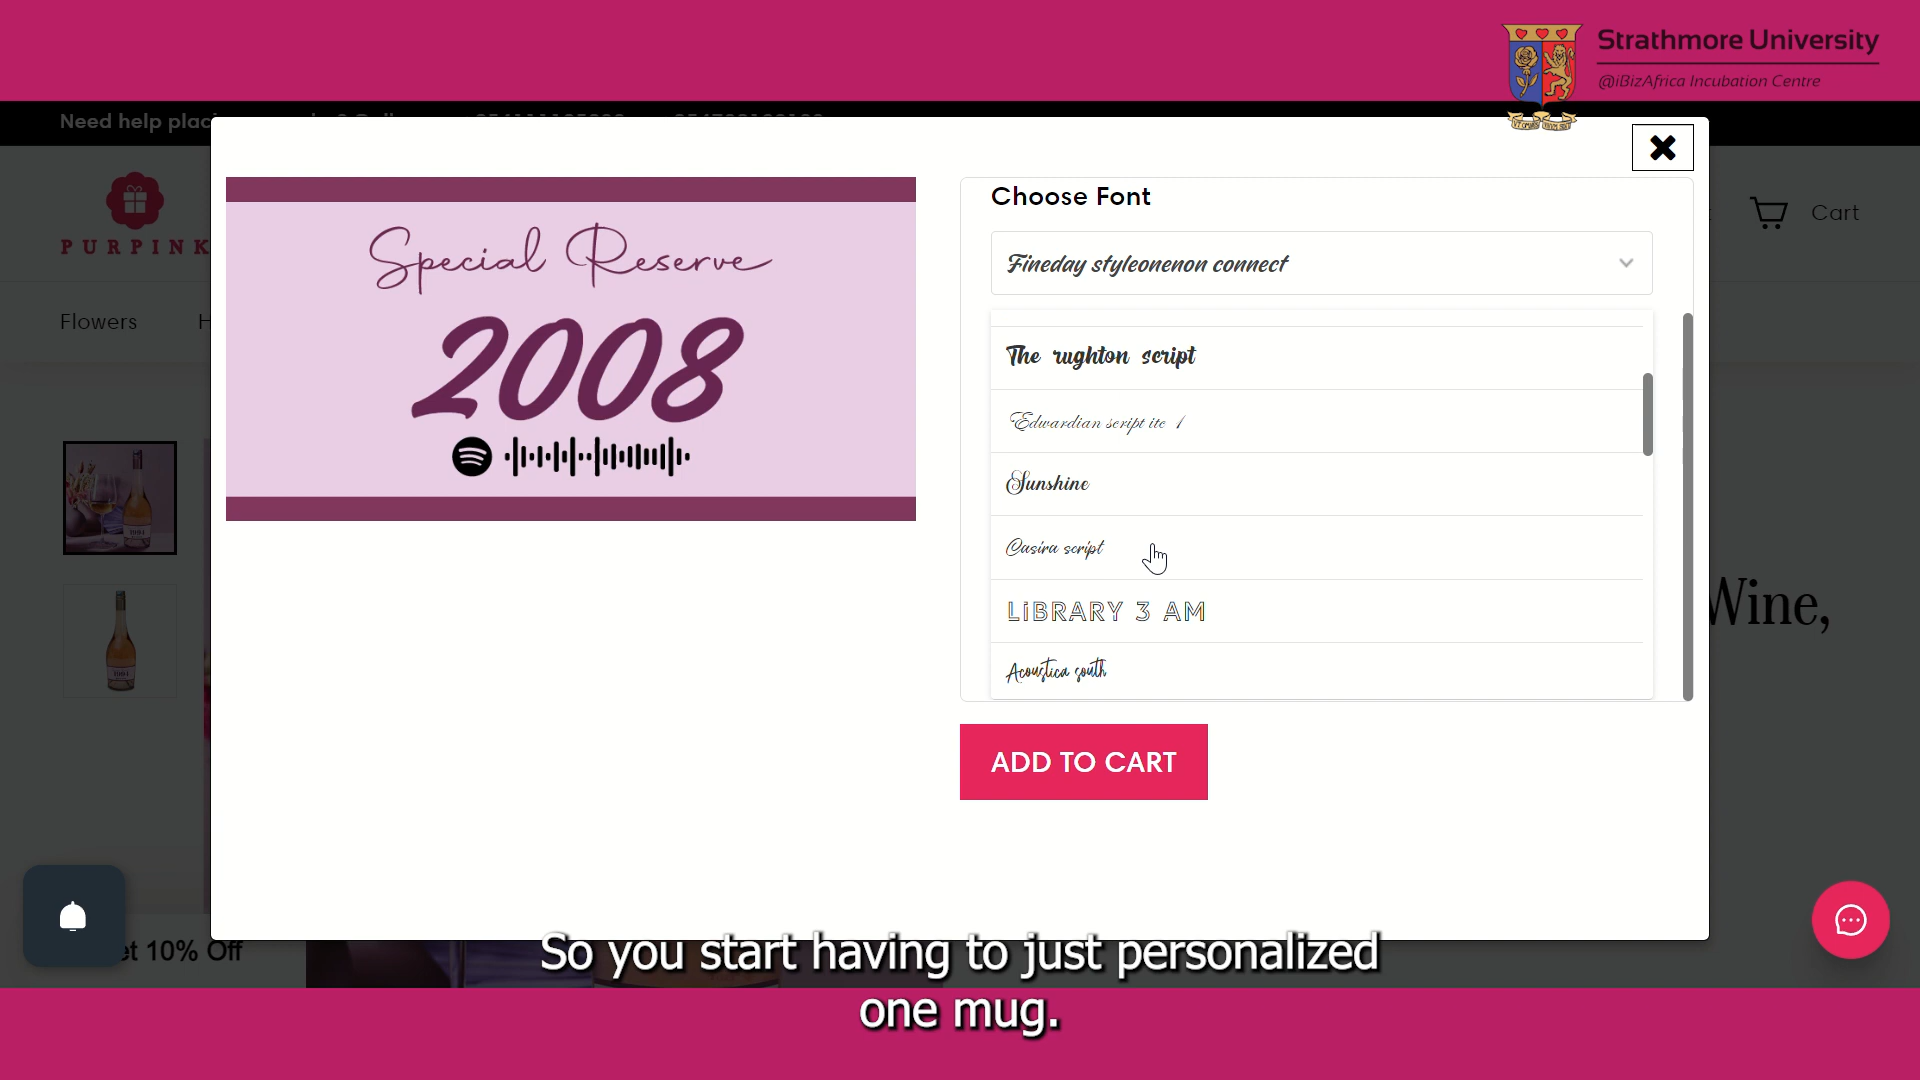 Strathmore University
@iBizAfrica Incubation Centre
Need help
PURPINK
Cart
Flowers
Special Reserve
2008
Choose Font
Fineday styleonenon connect
The rughton script
Edwardian script itc 1
Sunshine
Casira script
LIBRARY 3 AM
Acoustica south
ADD TO CART
Wine,
10% Off
So you start having to just personalized
one mug.